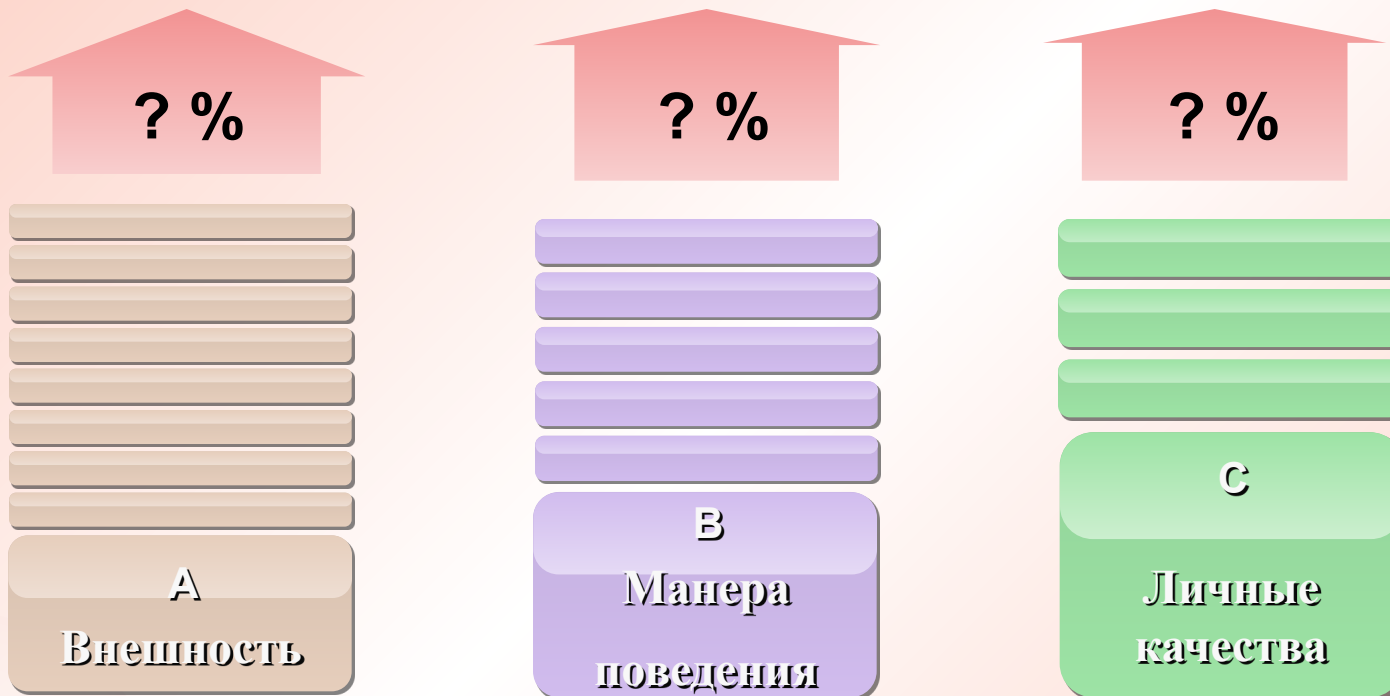 ? %
? %
? %
A
Внешность
B
Манера
поведения
C
Личные
качества